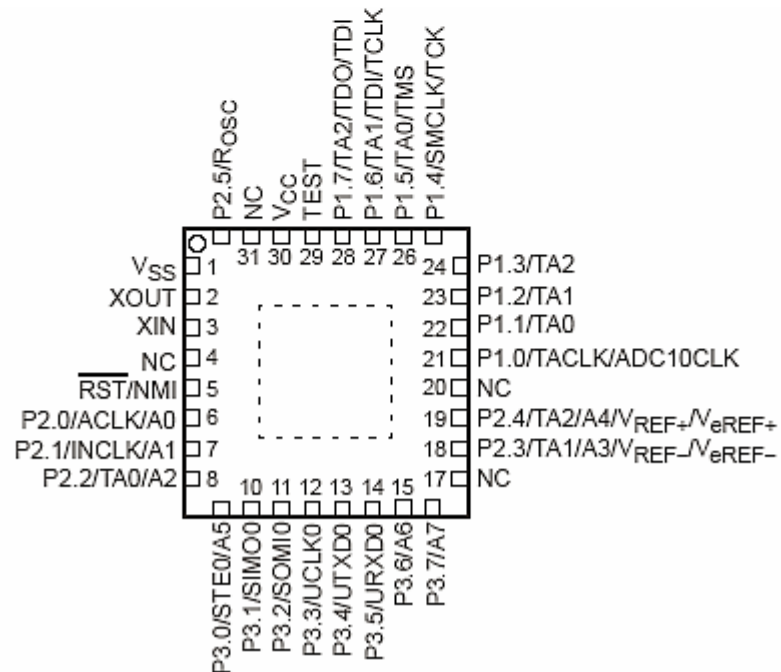 P2.5/ROSC
NC
VCC
TEST
P1.7/TA2/TDO/TDI
P1.6/TA1/TDI/TCLK
P1.5/TA0/TMS
P1.4/SMCLK/TCK
31 30 29 28 27 26
VSS 1
XOUT 2
XIN 3
NC 4
RST/NMI 5
P2.0/ACLK/A0 6
P2.1/INCLK/A1 7
P2.2/TA0/A2 8
24 P1.3/TA2
23 P1.2/TA1
22 P1.1/TA0
21 P1.0/TACLK/ADC10CLK
20 NC
19 P2.4/TA2/A4/VREF+/VeREF+
18 P2.3/TA1/A3/VREF−/VeREF−
17 NC
10 11 12 13 14 15
P3.0/STE0/A5
P3.1/SIMO0
P3.2/SOMI0
P3.3/UCLK0
P3.4/UTXD0
P3.5/URXD0
P3.6/A6
P3.7/A7